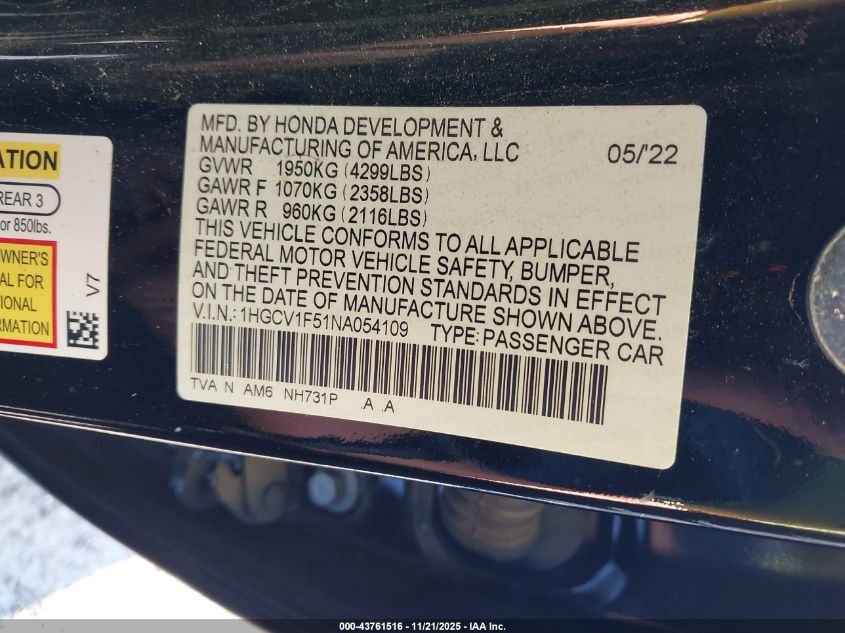 ATION
REAR 3
or 850lbs.
OWNER'S
AL FOR
TIONAL
RMATION
V7
MFD. BY HONDA DEVELOPMENT &
MANUFACTURING OF AMERICA, LLC 05/'22
GVWR 1950KG (4299LBS)
GAWR F 1070KG (2358LBS)
GAWR R 960KG (2116LBS)
THIS VEHICLE CONFORMS TO ALL APPLICABLE
FEDERAL MOTOR VEHICLE SAFETY, BUMPER,
AND THEFT PREVENTION STANDARDS IN EFFECT
ON THE DATE OF MANUFACTURE SHOWN ABOVE.
V.I.N.: 1HGCV1F51NA054109 TYPE: PASSENGER CAR
TVA N AM6 NH731P .A .A
000-43761516 - 11/21/2025 - IAA Inc.